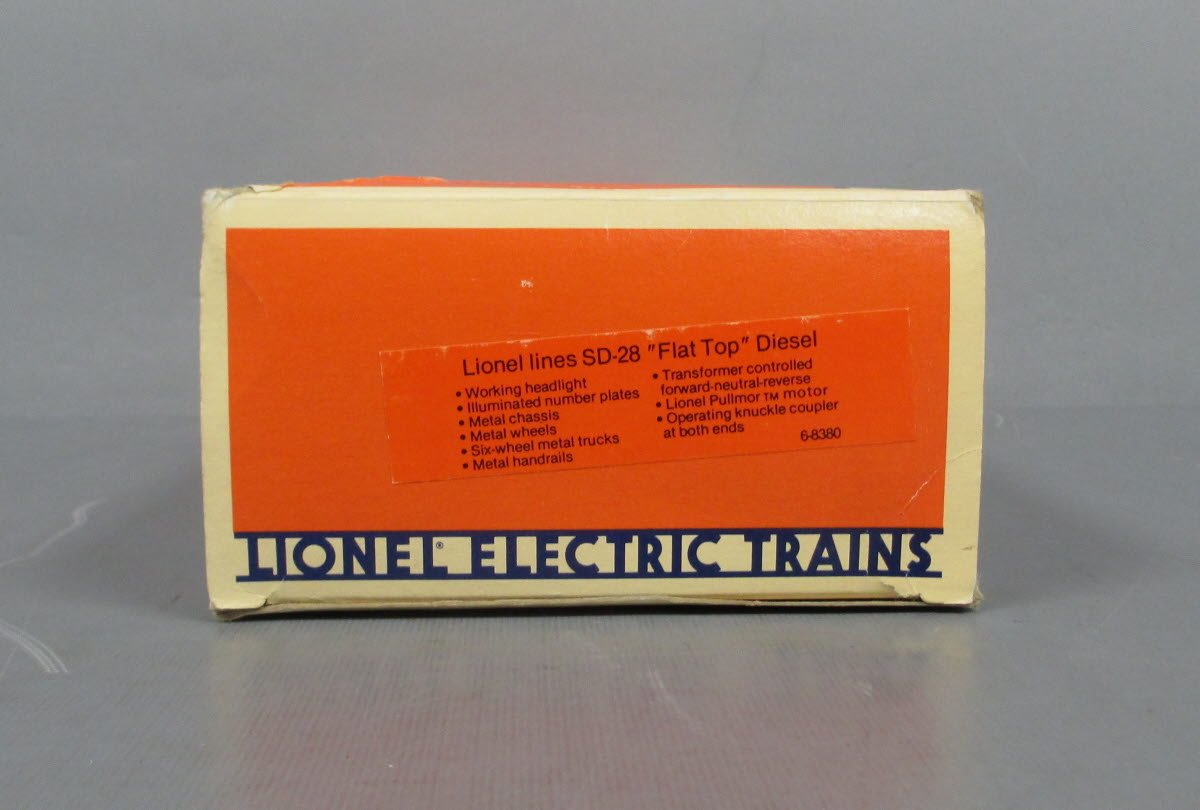 Lionel lines SD-28 "Flat Top" Diesel
• Working headlight
• Illuminated number plates
• Metal chassis
• Metal wheels
• Six-wheel metal trucks
• Metal handrails
• Transformer controlled
forward-neutral-reverse
• Lionel Pullmor TM motor
• Operating knuckle coupler
at both ends
6-8380
LIONEL® ELECTRIC TRAINS